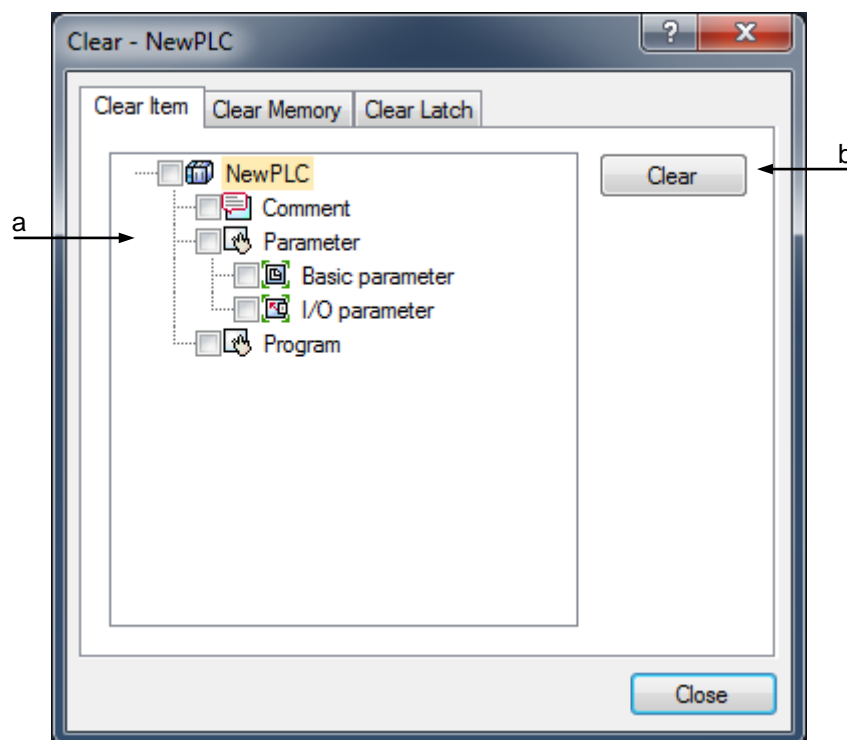 Clear - NewPLC
?
X
Clear Item
Clear Memory
Clear Latch
NewPLC
Clear
b
Comment
a
Parameter
Basic parameter
I/O parameter
Program
Close